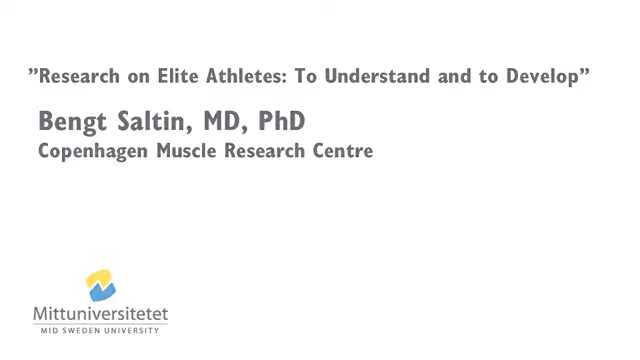 ”Research on Elite Athletes: To Understand and to Develop”
Bengt Saltin, MD, PhD
Copenhagen Muscle Research Centre
Mittuniversitetet
MID SWEDEN UNIVERSITY